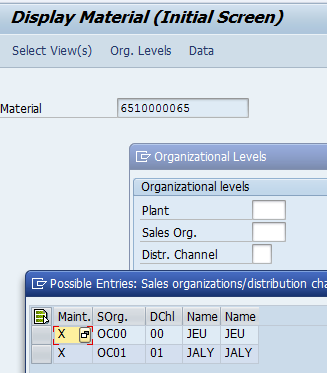 Display Material (Initial Screen)
Select View(s) Org. Levels Data
Material 6510000065
Organizational Levels
Organizational levels
Plant
Sales Org.
Distr. Channel
Possible Entries: Sales organizations/distribution cha
Maint. SOrg. DChl Name Name
X OC00 00 JEU JEU
X OC01 01 JALY JALY